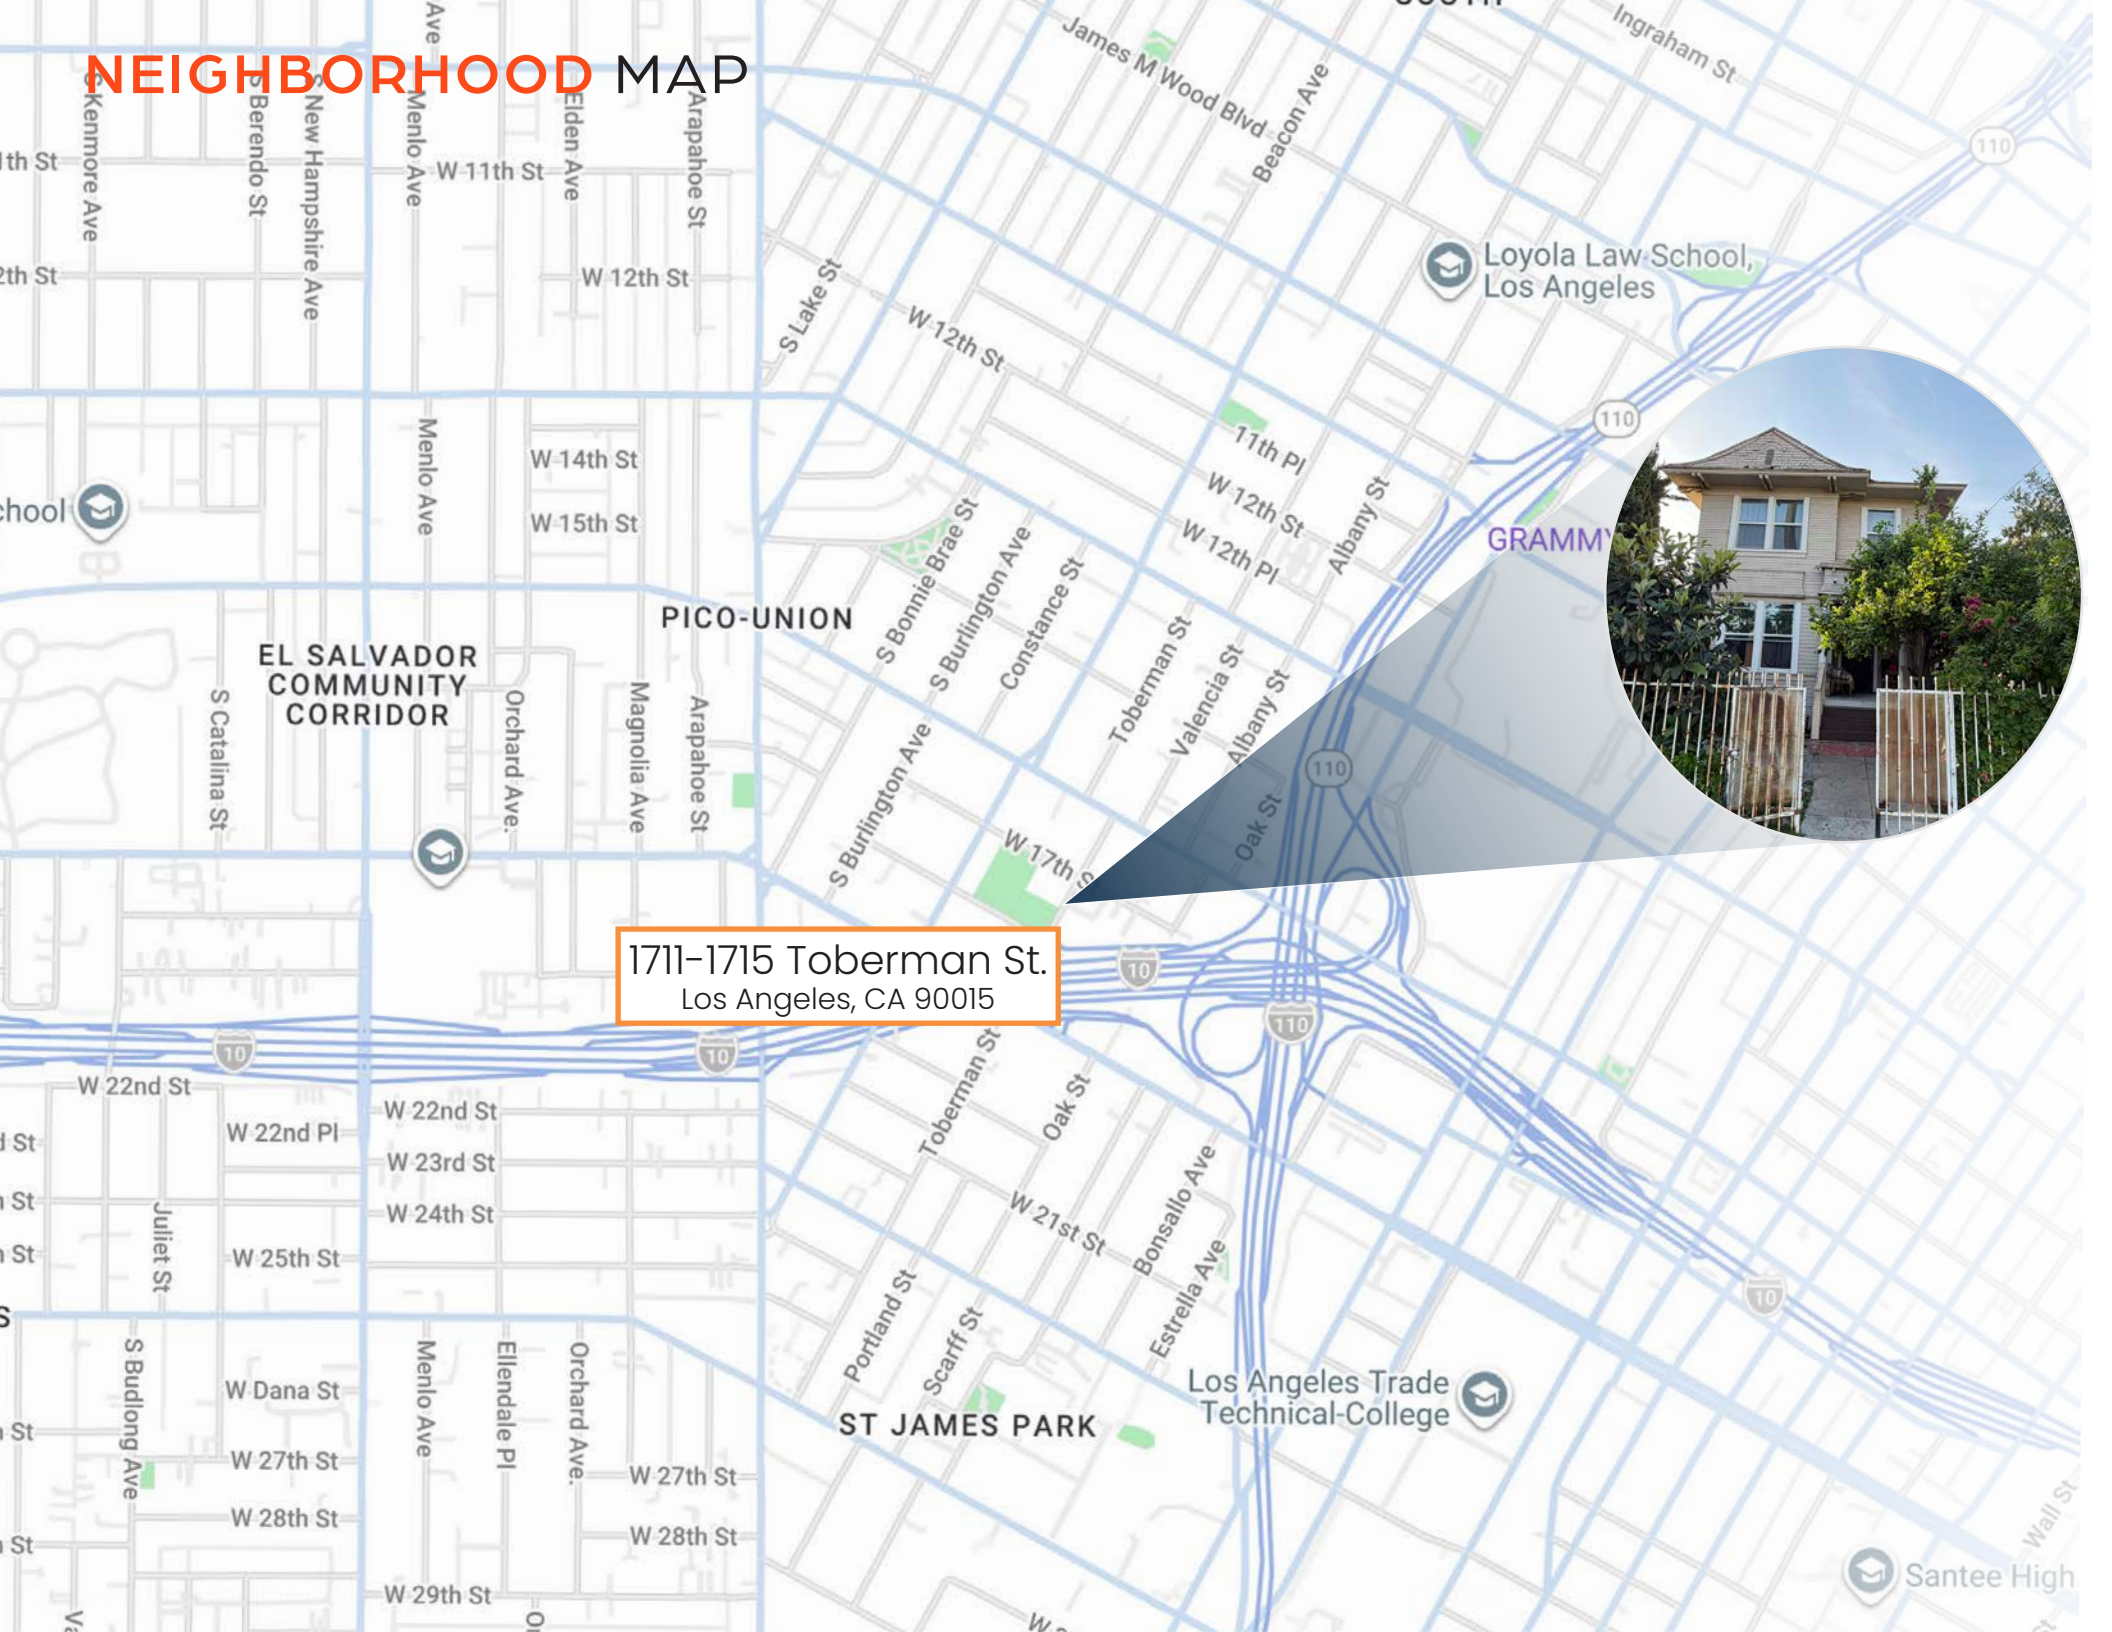 NEIGHBORHOOD MAP
Ave
James M Wood Blvd
Ingraham St
Beacon Ave
S Kenmore Ave
S Berendo St
S New Hampshire Ave
Menlo Ave
Elden Ave
Arapahoe St
W 11th St
110
W 12th St
S Lake St
Loyola Law School,
Los Angeles
W 12th St
110
Menlo Ave
W 14th St
W 15th St
11th Pl
W 12th St
W 12th Pl
Albany St
GRAMMY
S Bonnie Brae St
S Burlington Ave
Constance St
PICO-UNION
EL SALVADOR
COMMUNITY
CORRIDOR
Toberman St
Valencia St
Albany St
S Catalina St
Orchard Ave.
Magnolia Ave
Arapahoe St
S Burlington Ave
110
Oak St
W 17th S
1711-1715 Toberman St.
Los Angeles, CA 90015
10
110
10
10
W 22nd St
W 22nd Pl
W 22nd St
W 23rd St
W 24th St
W 25th St
Juliet St
Toberman St
Oak St
W 21st St
Bonsallo Ave
Estrella Ave
Portland St
Scarff St
10
S Budlong Ave
W Dana St
Menlo Ave
Ellendale Pl
Orchard Ave.
Los Angeles Trade
Technical-College
ST JAMES PARK
W 27th St
W 27th St
W 28th St
W 28th St
W 29th St
Wall St
Santee High